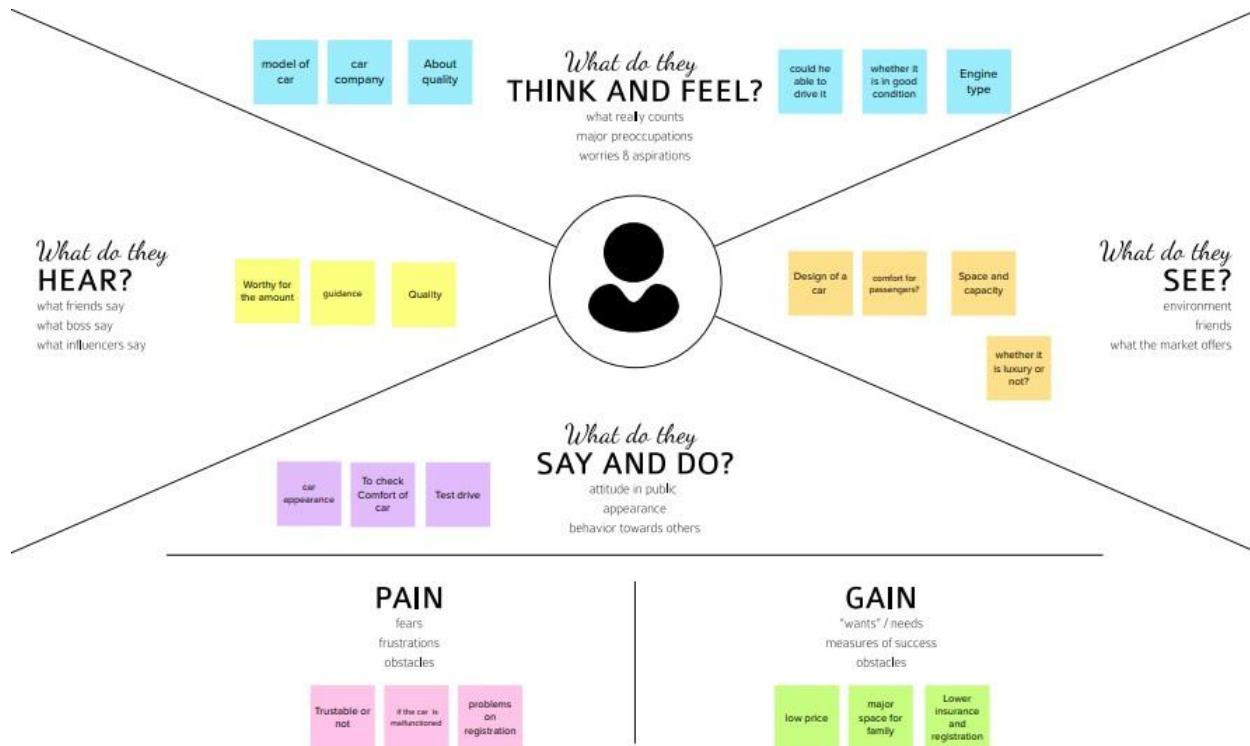 model of
car
car
company
About
quality
What do they
THINK AND FEEL?
what really counts
major preoccupations
worries & aspirations
could he
able to
drive it
whether it
is in good
condition
Engine
type
What do they
HEAR?
what friends say
what boss say
what influencers say
Worthy for
the amount
guidance
Quality
Design of a
car
comfort for
passengers?
Space and
capacity
whether it
is luxury or
not?
What do they
SEE?
environment
friends
what the market offers
car
appearance
To check
Comfort of
car
Test drive
What do they
SAY AND DO?
attitude in public
appearance
behavior towards others
PAIN
fears
frustrations
obstacles
Trustable or
not
if the car is
malfunctioned
problems
on
registration
GAIN
"wants" / needs
measures of success
obstacles
low price
major
space for
family
Lower
insurance
and
registration